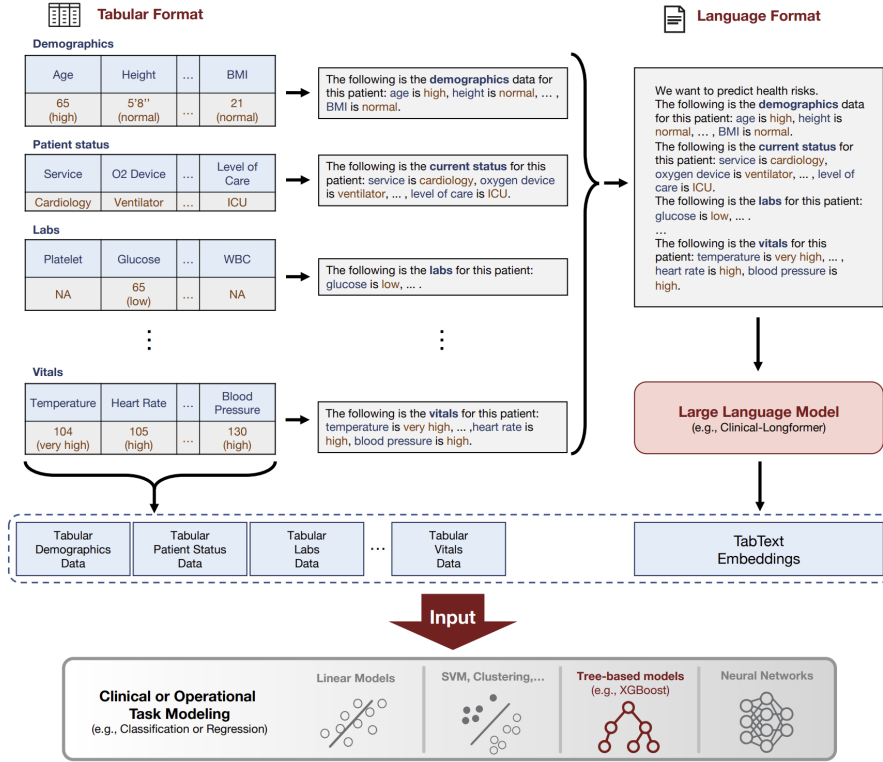 Tabular Format
Language Format
Demographics
Age Height ... BMI
65 5'8'' ... 21
(high) (normal) (normal)
The following is the demographics data for
this patient: age is high, height is normal, ... ,
BMI is normal.
Patient status
Service O2 Device ... Level of
Care
Cardiology Ventilator ... ICU
The following is the current status for this
patient: service is cardiology, oxygen device
is ventilator, ... , level of care is ICU.
Labs
Platelet Glucose ... WBC
NA 65 ... NA
(low)
The following is the labs for this patient:
glucose is low, ... .
Vitals
Temperature Heart Rate ... Blood
Pressure
104 105 ... 130
(very high) (high) (high)
The following is the vitals for this patient:
temperature is very high, ... ,heart rate is
high, blood pressure is high.
We want to predict health risks.
The following is the demographics data
for this patient: age is high, height is
normal, ... , BMI is normal.
The following is the current status for
this patient: service is cardiology,
oxygen device is ventilator, ... , level of
care is ICU.
The following is the labs for this patient:
glucose is low, ... .
...
The following is the vitals for this
patient: temperature is very high, ... ,
heart rate is high, blood pressure is
high.
Large Language Model
(e.g., Clinical-Longformer)
Tabular
Demographics
Data
Tabular
Patient Status
Data
Tabular
Labs
Data
...
Tabular
Vitals
Data
TabText
Embeddings
Input
Clinical or Operational
Task Modeling
(e.g., Classification or Regression)
Linear Models
SVM, Clustering,...
Tree-based models
(e.g., XGBoost)
Neural Networks